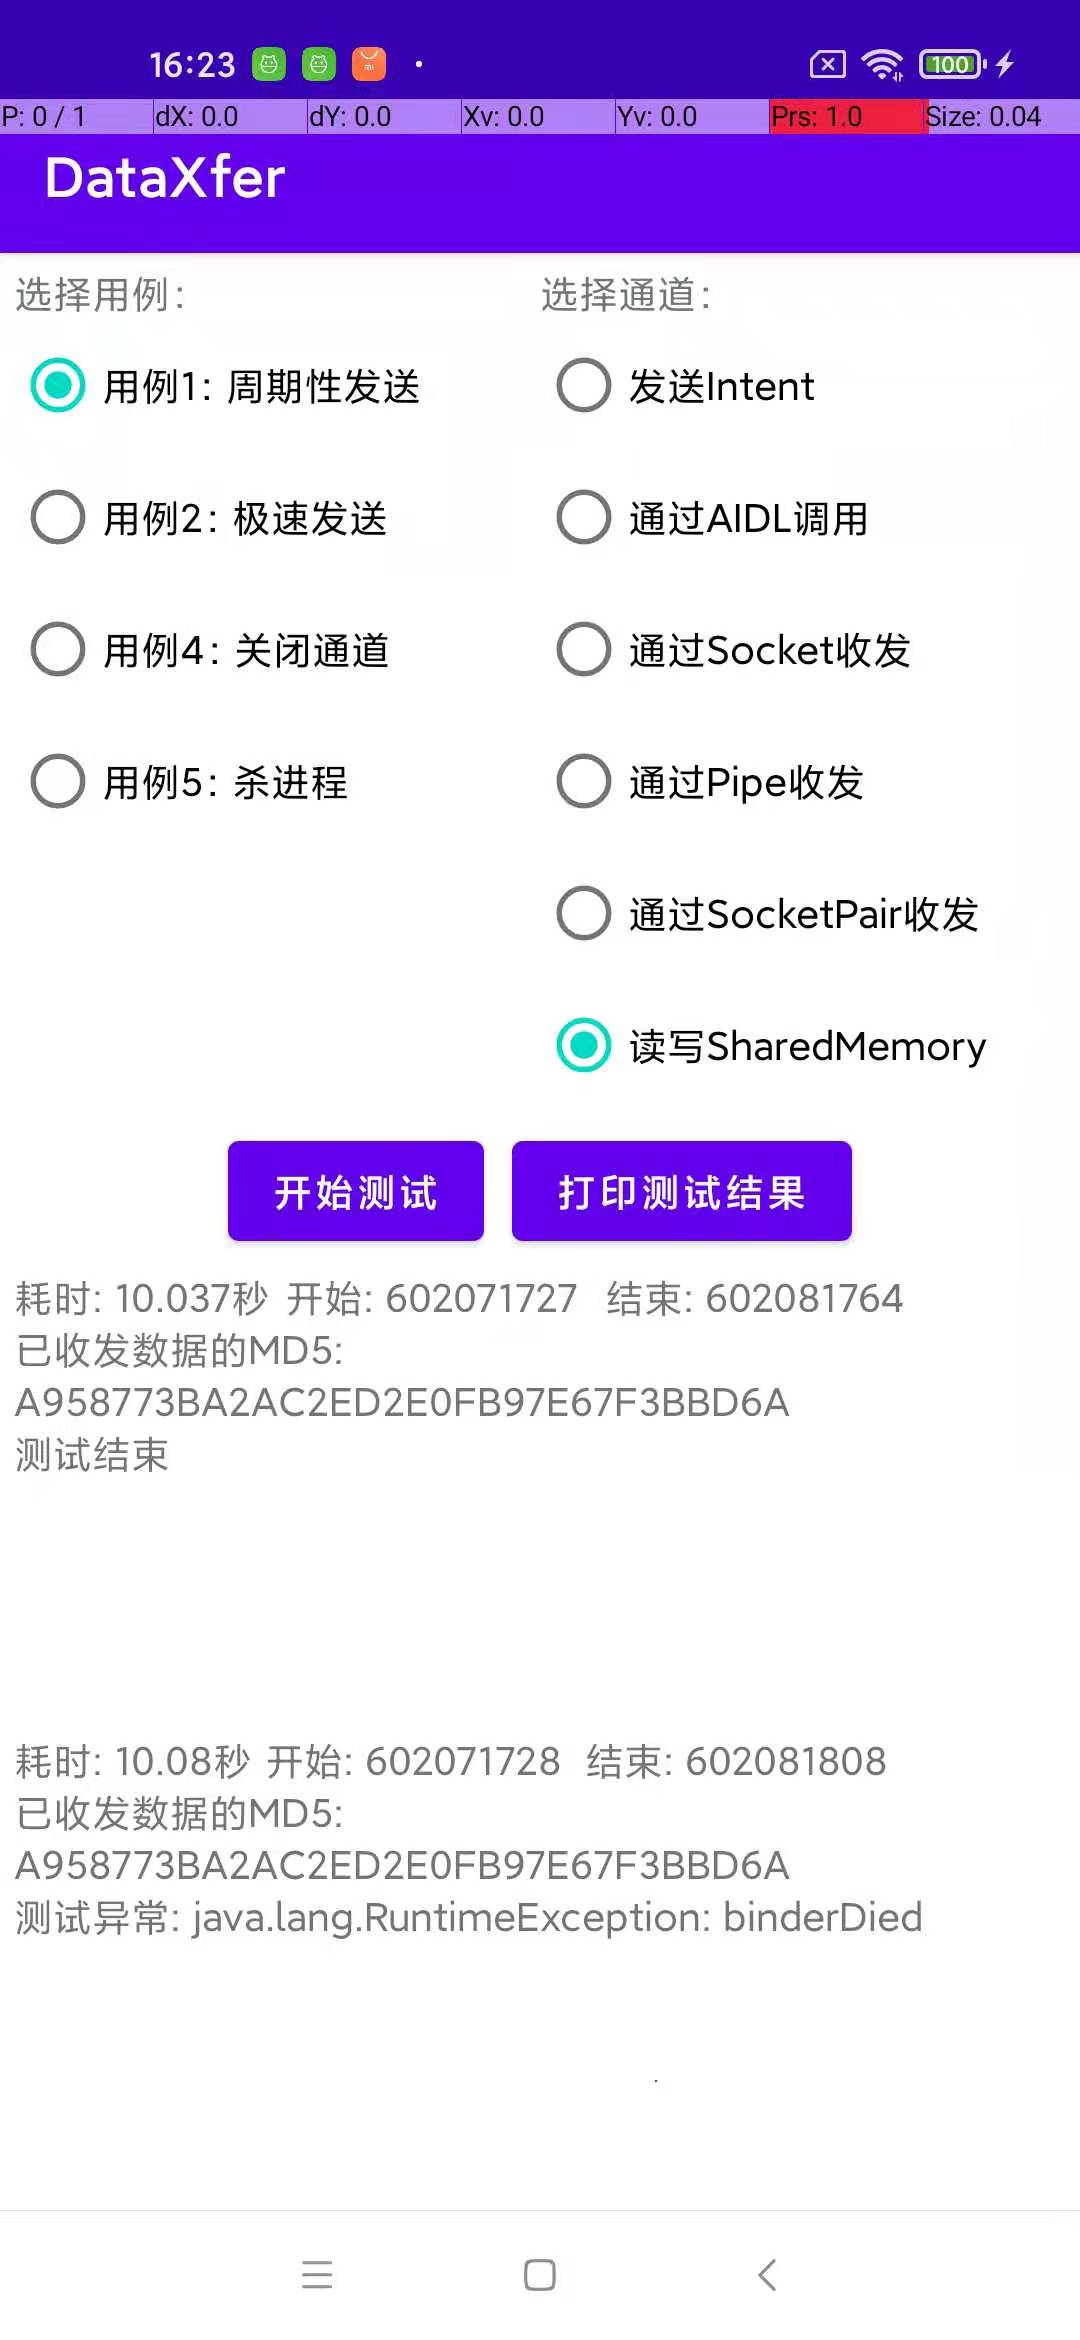 16:23
100
P: 0 / 1 dX: 0.0 dY: 0.0 Xv: 0.0 Yv: 0.0 Prs: 1.0 Size: 0.04
DataXfer
选择用例:
选择通道:
用例1: 周期性发送
发送Intent
用例2: 极速发送
通过AIDL调用
用例4: 关闭通道
通过Socket收发
用例5: 杀进程
通过Pipe收发
通过SocketPair收发
读写SharedMemory
开始测试
打印测试结果
耗时: 10.037秒 开始: 602071727 结束: 602081764
已收发数据的MD5:
A958773BA2AC2ED2E0FB97E67F3BBD6A
测试结束
耗时: 10.08秒 开始: 602071728 结束: 602081808
已收发数据的MD5:
A958773BA2AC2ED2E0FB97E67F3BBD6A
测试异常: java.lang.RuntimeException: binderDied